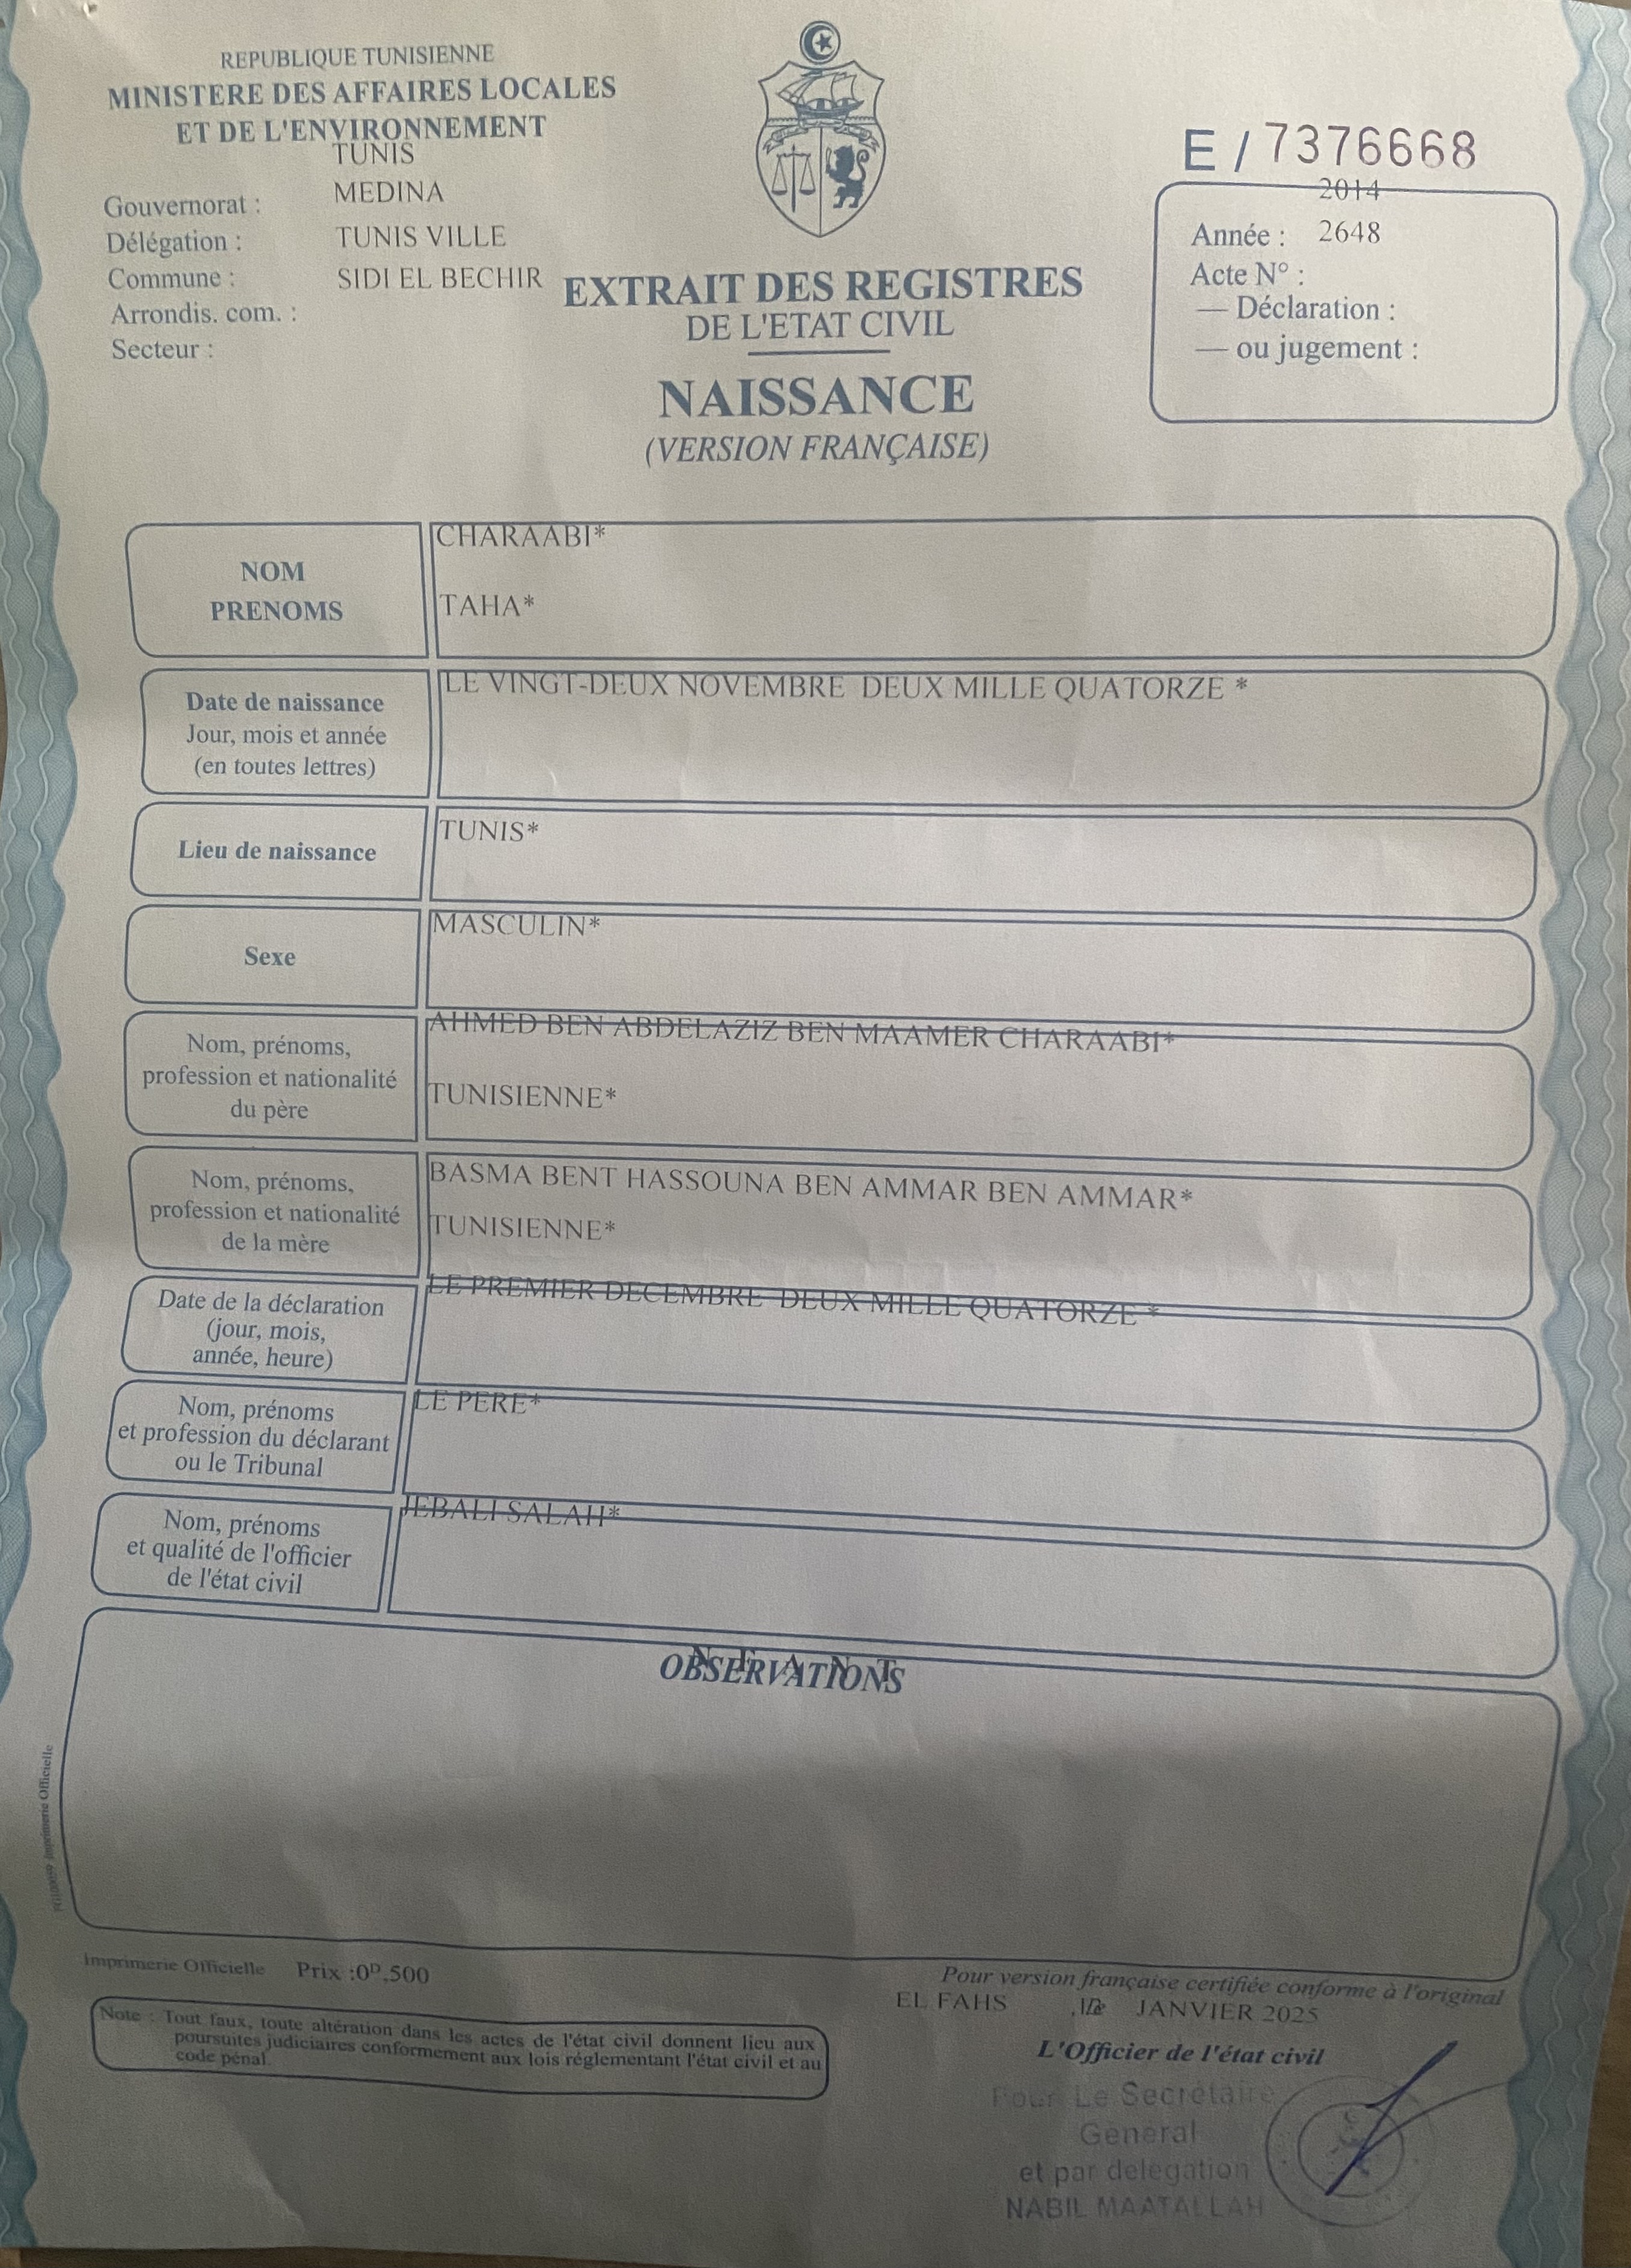 REPUBLIQUE TUNISIENNE
MINISTERE DES AFFAIRES LOCALES
ET DE L'ENVIRONNEMENT
TUNIS
Gouvernorat : MEDINA
Délégation : TUNIS VILLE
Commune : SIDI EL BECHIR
Arrondis. com. :
Secteur :
EXTRAIT DES REGISTRES
DE L'ETAT CIVIL
NAISSANCE
(VERSION FRANÇAISE)
E / 7376668
2014
Année : 2648
Acte N° :
— Déclaration :
— ou jugement :
NOM
PRENOMS
CHARAABI*
TAHA*
Date de naissance
Jour, mois et année
(en toutes lettres)
LE VINGT-DEUX NOVEMBRE DEUX MILLE QUATORZE *
Lieu de naissance
TUNIS*
Sexe
MASCULIN*
Nom, prénoms,
profession et nationalité
du père
AHMED BEN ABDELAZIZ BEN MAAMER CHARAABI*
TUNISIENNE*
Nom, prénoms,
profession et nationalité
de la mère
BASMA BENT HASSOUNA BEN AMMAR BEN AMMAR*
TUNISIENNE*
Date de la déclaration
(jour, mois,
année, heure)
LE PREMIER DECEMBRE DEUX MILLE QUATORZE *
Nom, prénoms
et profession du déclarant
ou le Tribunal
LE PERE*
Nom, prénoms
et qualité de l'officier
de l'état civil
JEBALI SALAH*
OBSERVATIONS
N E A N T
Imprimerie Officielle
Imprimerie Officielle Prix :0ᴰ,500
Note : Tout faux, toute altération dans les actes de l'état civil donnent lieu aux
poursuites judiciaires conformement aux lois réglementant l'état civil et au
code pénal.
Pour version française certifiée conforme à l'original
EL FAHS JANVIER 2025
L'Officier de l'état civil
Pour Le Secrétaire
General
et par delegation
NABIL MAATALLAH